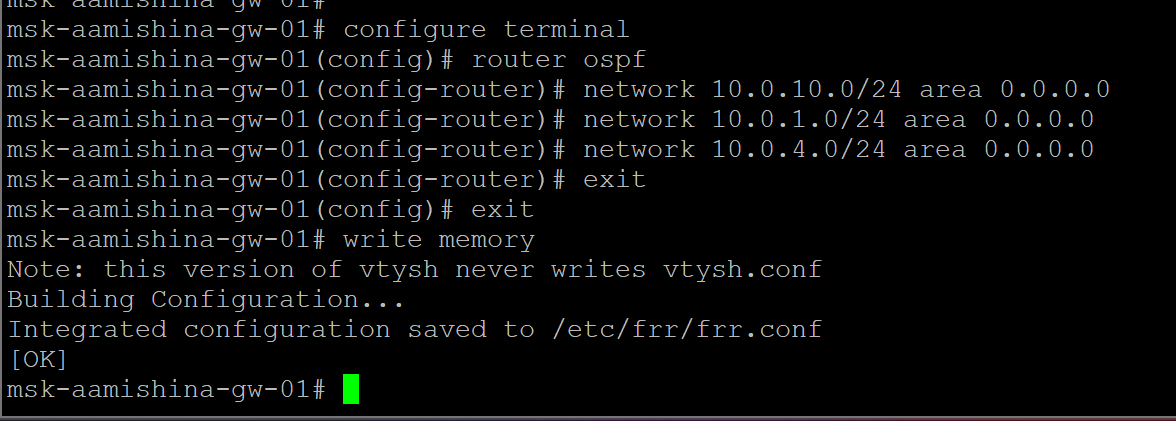 msk-aamishina-gw-01#
msk-aamishina-gw-01# configure terminal
msk-aamishina-gw-01(config)# router ospf
msk-aamishina-gw-01(config-router)# network 10.0.10.0/24 area 0.0.0.0
msk-aamishina-gw-01(config-router)# network 10.0.1.0/24 area 0.0.0.0
msk-aamishina-gw-01(config-router)# network 10.0.4.0/24 area 0.0.0.0
msk-aamishina-gw-01(config-router)# exit
msk-aamishina-gw-01(config)# exit
msk-aamishina-gw-01# write memory
Note: this version of vtysh never writes vtysh.conf
Building Configuration...
Integrated configuration saved to /etc/frr/frr.conf
[OK]
msk-aamishina-gw-01#